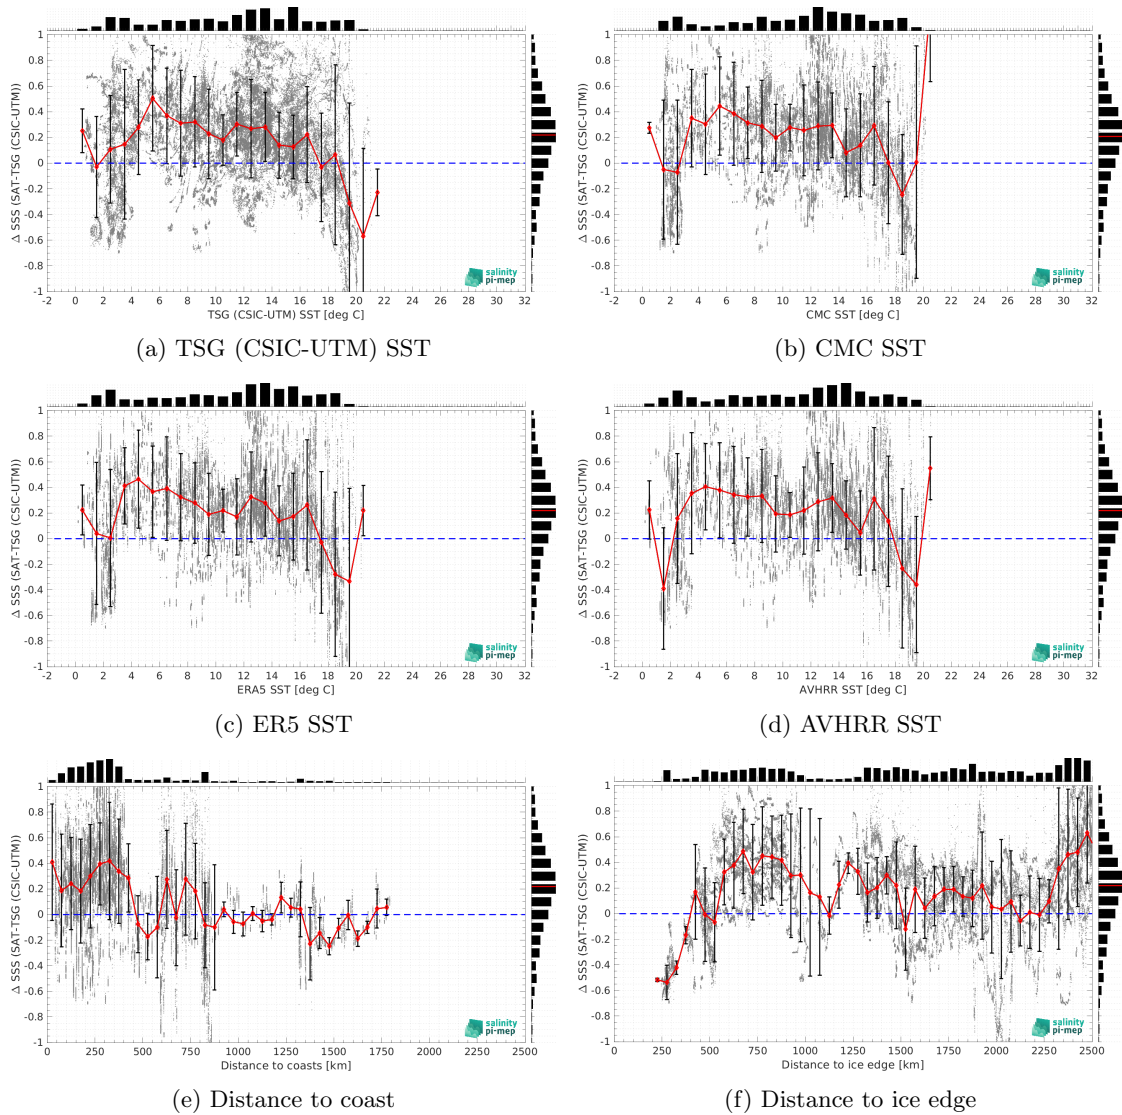 1
0.8
0.6
0.4
0.2
0
-0.2
-0.4
-0.6
-0.8
-1
Δ SSS (SAT-TSG (CSIC-UTM))
-2 0 2 4 6 8 10 12 14 16 18 20 22 24 26 28 30 32
TSG (CSIC-UTM) SST [deg C]
salinity
pi-mep
(a) TSG (CSIC-UTM) SST
1
0.8
0.6
0.4
0.2
0
-0.2
-0.4
-0.6
-0.8
-1
Δ SSS (SAT-TSG (CSIC-UTM))
-2 0 2 4 6 8 10 12 14 16 18 20 22 24 26 28 30 32
CMC SST [deg C]
salinity
pi-mep
(b) CMC SST
1
0.8
0.6
0.4
0.2
0
-0.2
-0.4
-0.6
-0.8
-1
Δ SSS (SAT-TSG (CSIC-UTM))
-2 0 2 4 6 8 10 12 14 16 18 20 22 24 26 28 30 32
ERA5 SST [deg C]
salinity
pi-mep
(c) ER5 SST
1
0.8
0.6
0.4
0.2
0
-0.2
-0.4
-0.6
-0.8
-1
Δ SSS (SAT-TSG (CSIC-UTM))
-2 0 2 4 6 8 10 12 14 16 18 20 22 24 26 28 30 32
AVHRR SST [deg C]
salinity
pi-mep
(d) AVHRR SST
1
0.8
0.6
0.4
0.2
0
-0.2
-0.4
-0.6
-0.8
-1
Δ SSS (SAT-TSG (CSIC-UTM))
0 250 500 750 1000 1250 1500 1750 2000 2250 2500
Distance to coasts [km]
salinity
pi-mep
(e) Distance to coast
1
0.8
0.6
0.4
0.2
0
-0.2
-0.4
-0.6
-0.8
-1
Δ SSS (SAT-TSG (CSIC-UTM))
0 250 500 750 1000 1250 1500 1750 2000 2250 2500
Distance to ice edge [km]
salinity
pi-mep
(f) Distance to ice edge